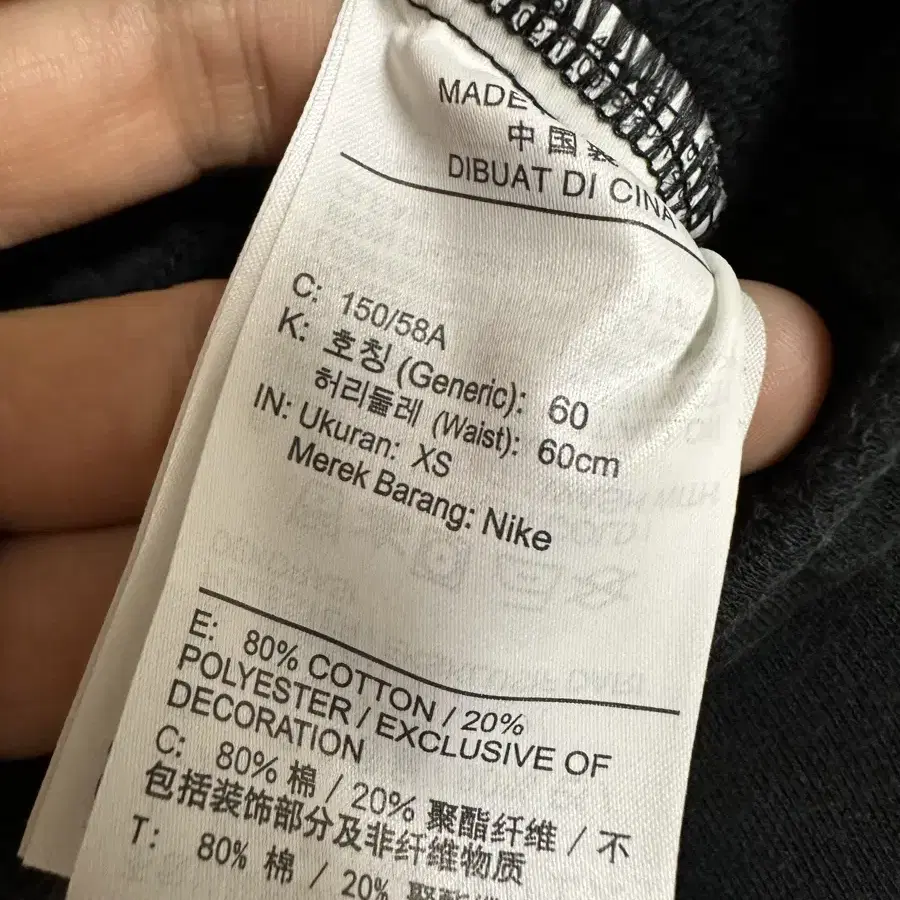 MADE
中国
DIBUAT DI CINA
C: 150/58A
K: 호칭 (Generic): 60
허리둘레 (Waist): 60cm
IN: Ukuran: XS
Merek Barang: Nike
E: 80% COTTON / 20%
POLYESTER / EXCLUSIVE OF
DECORATION
C: 80% 棉 / 20% 聚酯纤维 / 不
包括装饰部分及非纤维物质
T: 80% 棉 / 20%